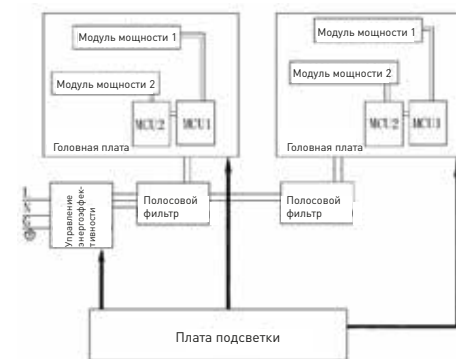 Модуль мощности 1
Модуль мощности 2
MCU2
MCU1
Головная плата
Модуль мощности 1
Модуль мощности 2
MCU2
MCU1
Головная плата
Управление
энергоэффек-
тивности
Полосовой
фильтр
Полосовой
фильтр
Плата подсветки